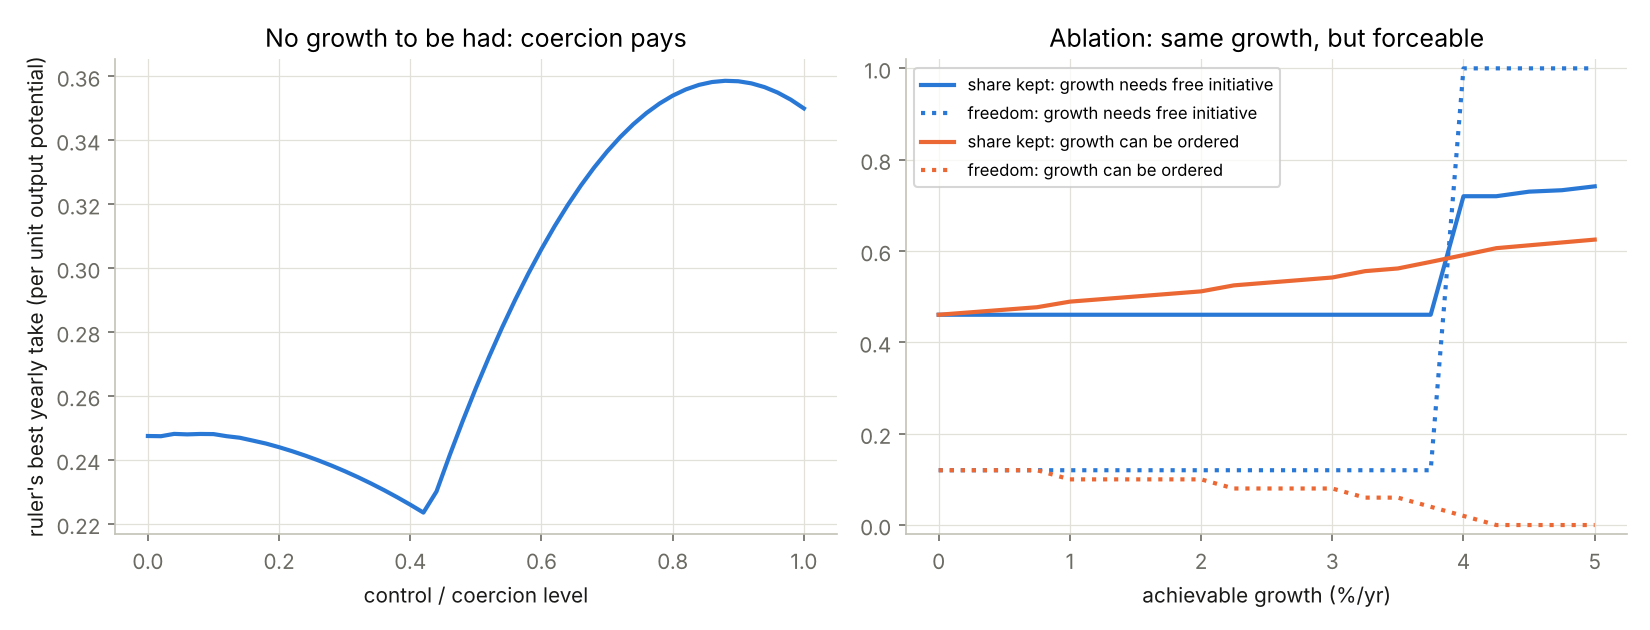 No growth to be had: coercion pays
ruler's best yearly take (per unit output potential)
0.36
0.34
0.32
0.30
0.28
0.26
0.24
0.22
0.0
0.2
0.4
0.6
0.8
1.0
control / coercion level
Ablation: same growth, but forceable
share kept: growth needs free initiative
freedom: growth needs free initiative
share kept: growth can be ordered
freedom: growth can be ordered
1.0
0.8
0.6
0.4
0.2
0.0
0
1
2
3
4
5
achievable growth (%/yr)